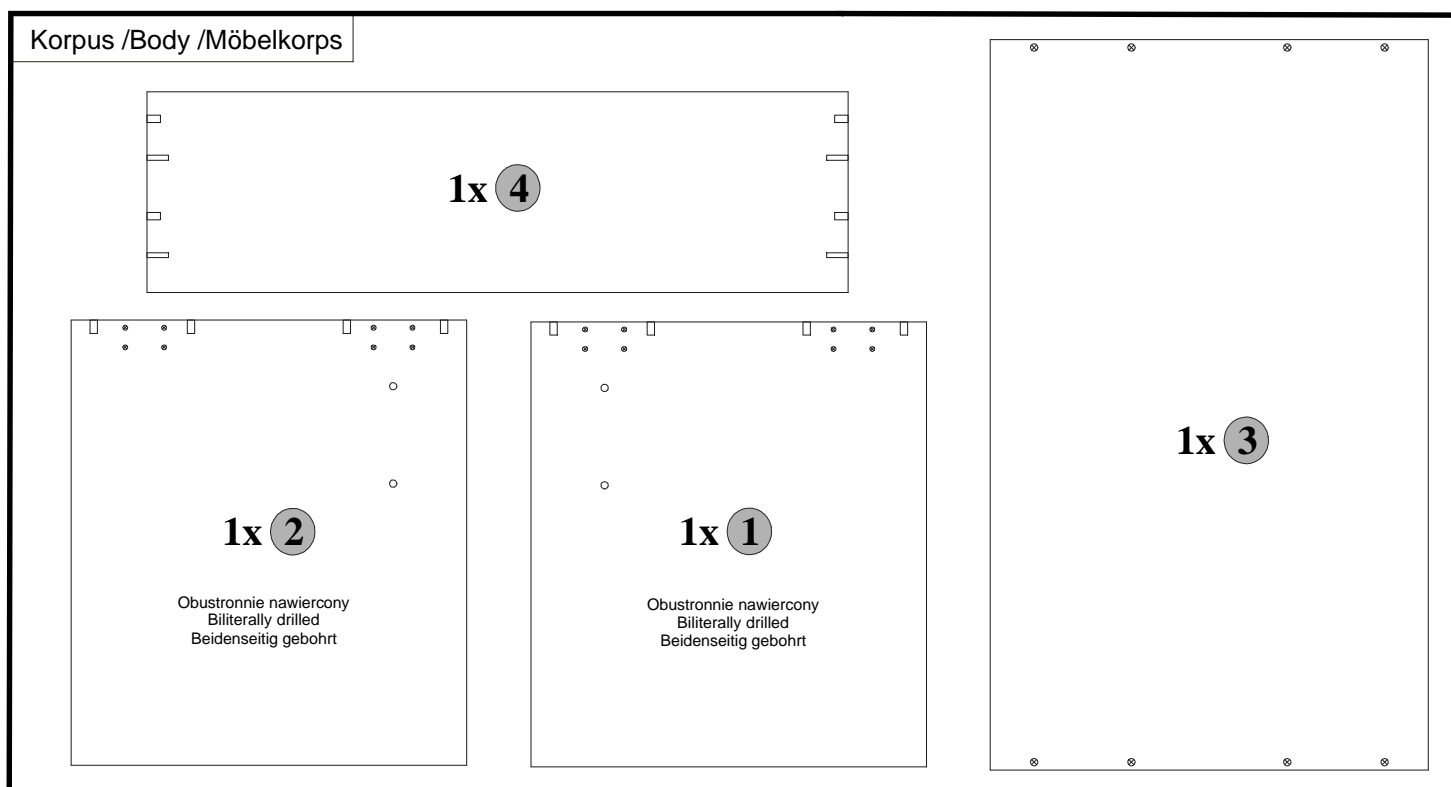 Korpus /Body /Möbelkorps
1x 4
1x 3
1x 2
Obustronnie nawiercony
Biliterally drilled
Beidenseitig gebohrt
1x 1
Obustronnie nawiercony
Biliterally drilled
Beidenseitig gebohrt